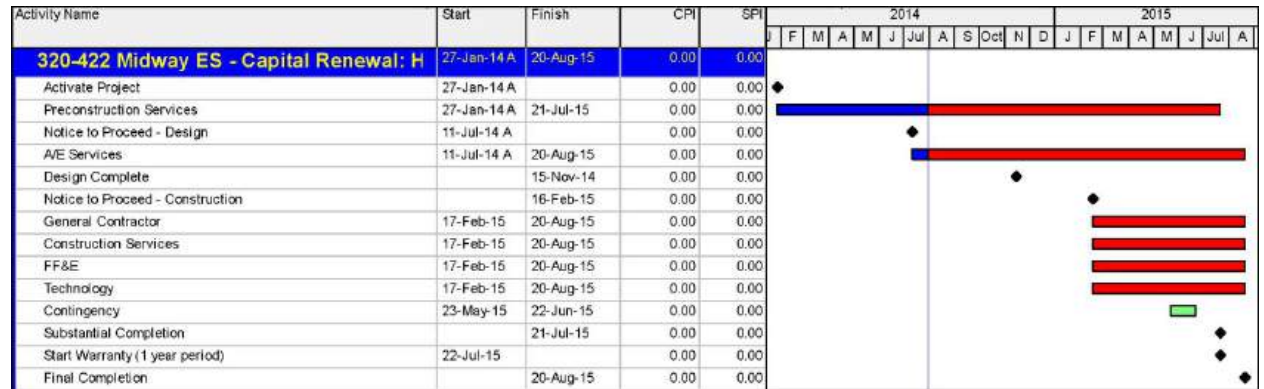 Activity Name Start Finish CPI SPI 2014 2015
J F M A M J Jul A S Oct N D J F M A M J Jul A
320-422 Midway ES - Capital Renewal: H 27-Jan-14 A 20-Aug-15 0.00 0.00
Activate Project 27-Jan-14 A 0.00 0.00
Preconstruction Services 27-Jan-14 A 21-Jul-15 0.00 0.00
Notice to Proceed - Design 11-Jul-14 A 0.00 0.00
A/E Services 11-Jul-14 A 20-Aug-15 0.00 0.00
Design Complete 15-Nov-14 0.00 0.00
Notice to Proceed - Construction 16-Feb-15 0.00 0.00
General Contractor 17-Feb-15 20-Aug-15 0.00 0.00
Construction Services 17-Feb-15 20-Aug-15 0.00 0.00
FF&E 17-Feb-15 20-Aug-15 0.00 0.00
Technology 17-Feb-15 20-Aug-15 0.00 0.00
Contingency 23-May-15 22-Jun-15 0.00 0.00
Substantial Completion 21-Jul-15 0.00 0.00
Start Warranty (1 year period) 22-Jul-15 0.00 0.00
Final Completion 20-Aug-15 0.00 0.00